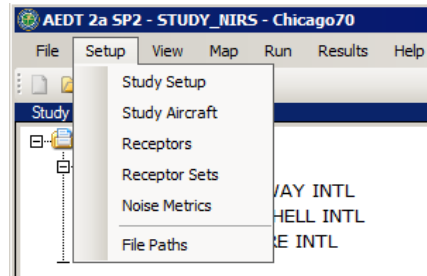 AEDT 2a SP2 - STUDY_NIRS - Chicago70
File Setup View Map Run Results Help
Study Setup
Study
Study Aircraft
Receptors
Receptor Sets
WAY INTL
Noise Metrics
HELL INTL
File Paths
RE INTL